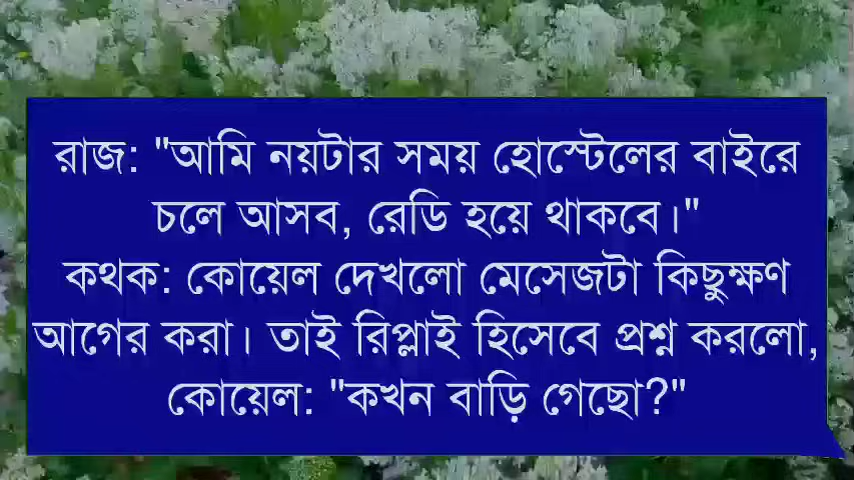 রাজ: "আমি নয়টার সময় হোস্টেলের বাইরে
চলে আসব, রেডি হয়ে থাকবে।"
কথক: কোয়েল দেখলো মেসেজটা কিছুক্ষণ
আগের করা। তাই রিপ্লাই হিসেবে প্রশ্ন করলো,
কোয়েল: "কখন বাড়ি গেছো?"